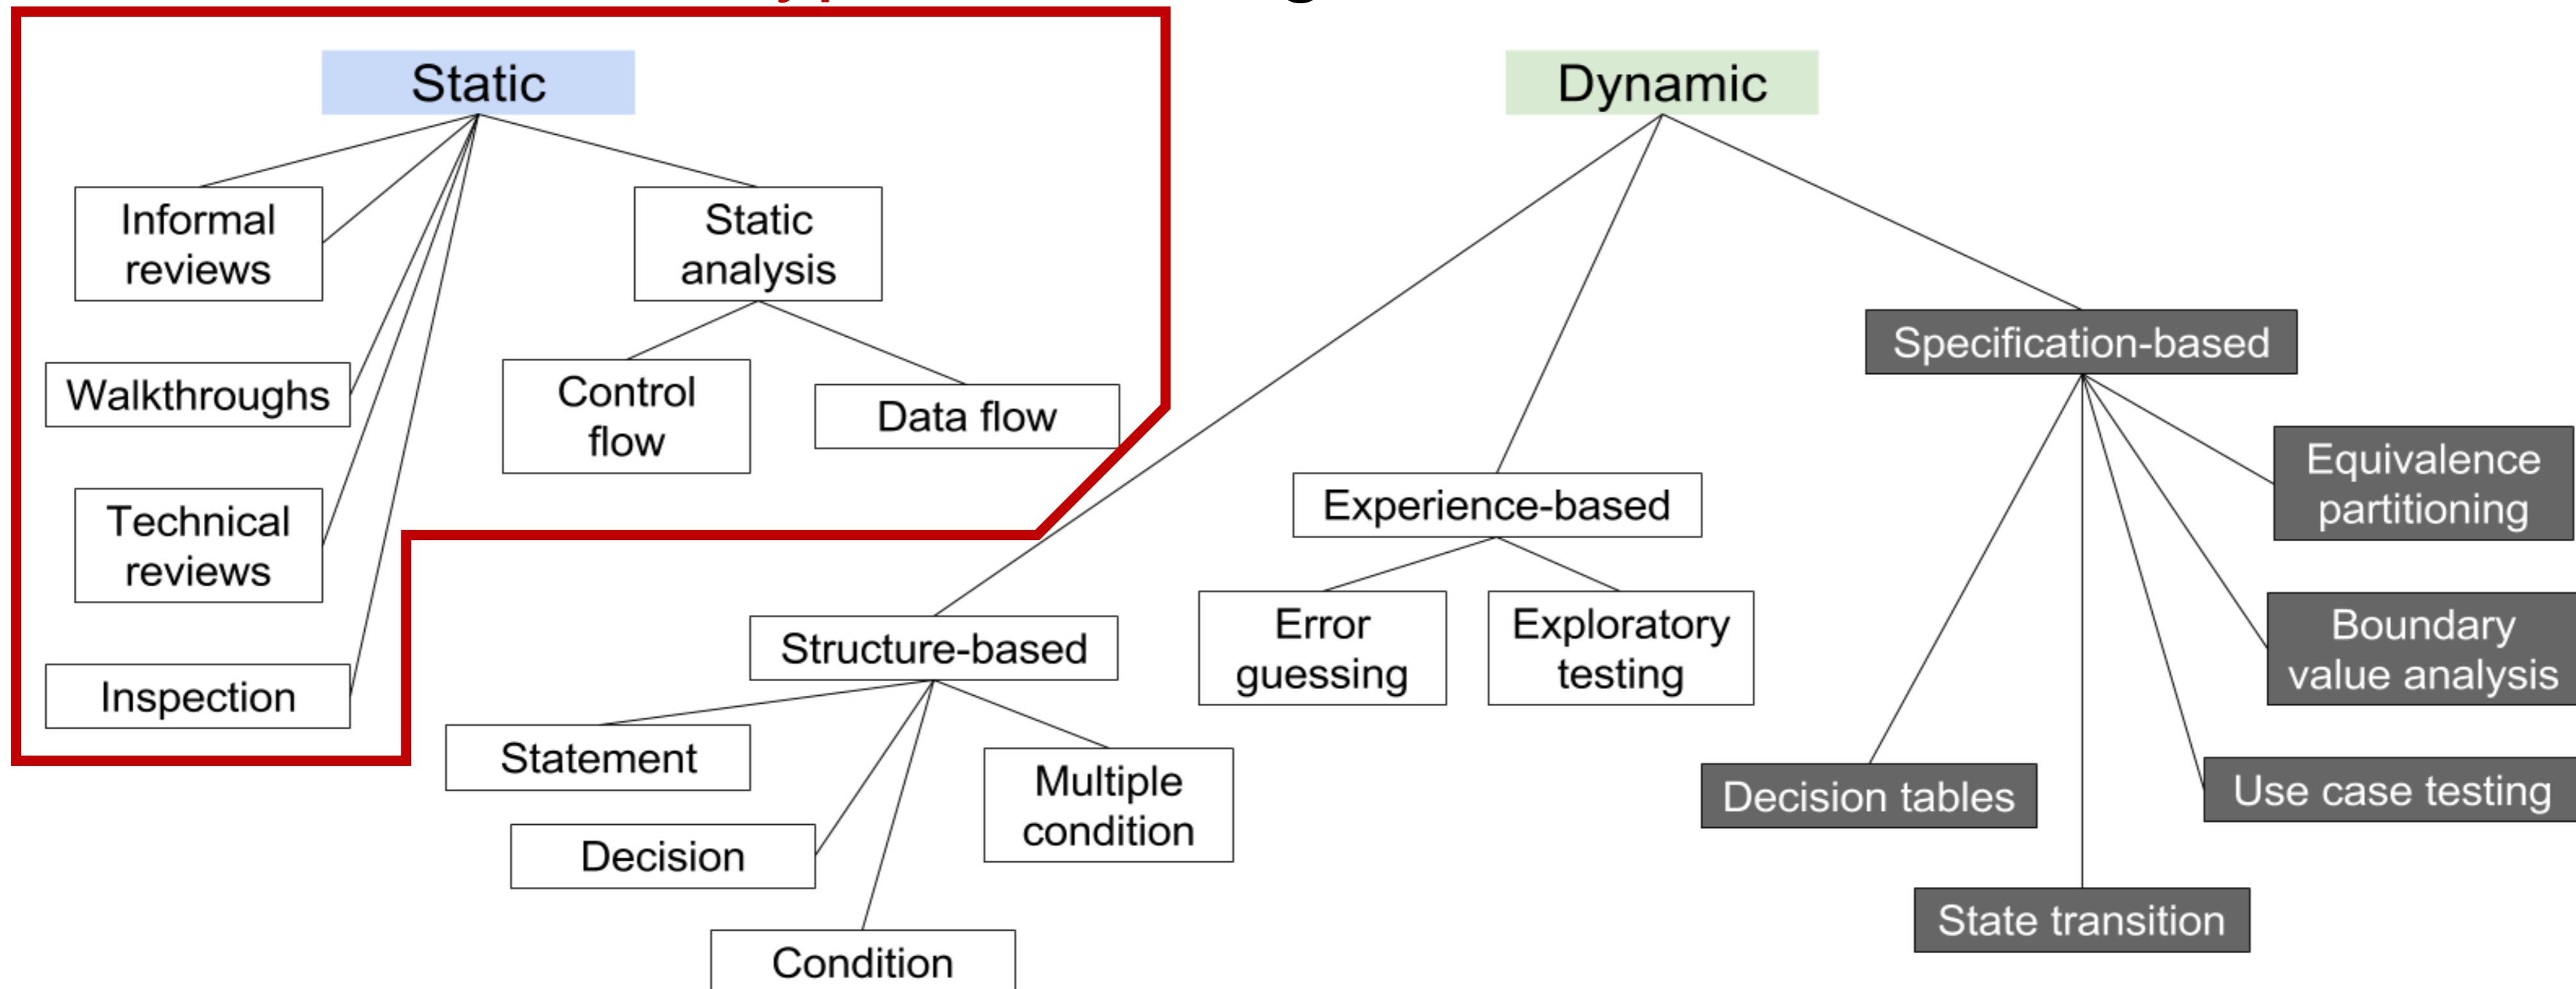 Static
Dynamic
Informal
reviews
Static
analysis
Walkthroughs
Control
flow
Data flow
Technical
reviews
Inspection
Specification-based
Equivalence
partitioning
Experience-based
Error
guessing
Exploratory
testing
Boundary
value analysis
Structure-based
Statement
Multiple
condition
Decision
Condition
Decision tables
Use case testing
State transition